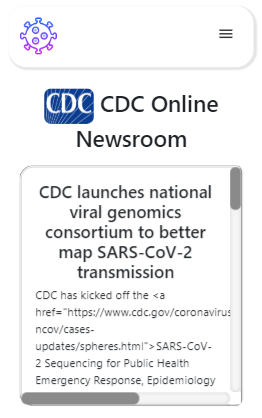 CDC CDC Online
Newsroom
CDC launches national
viral genomics
consortium to better
map SARS-CoV-2
transmission
CDC has kicked off the <a
href="https://www.cdc.gov/coronavirus
ncov/cases-
updates/spheres.html">SARS-CoV-
2 Sequencing for Public Health
Emergency Response, Epidemiology